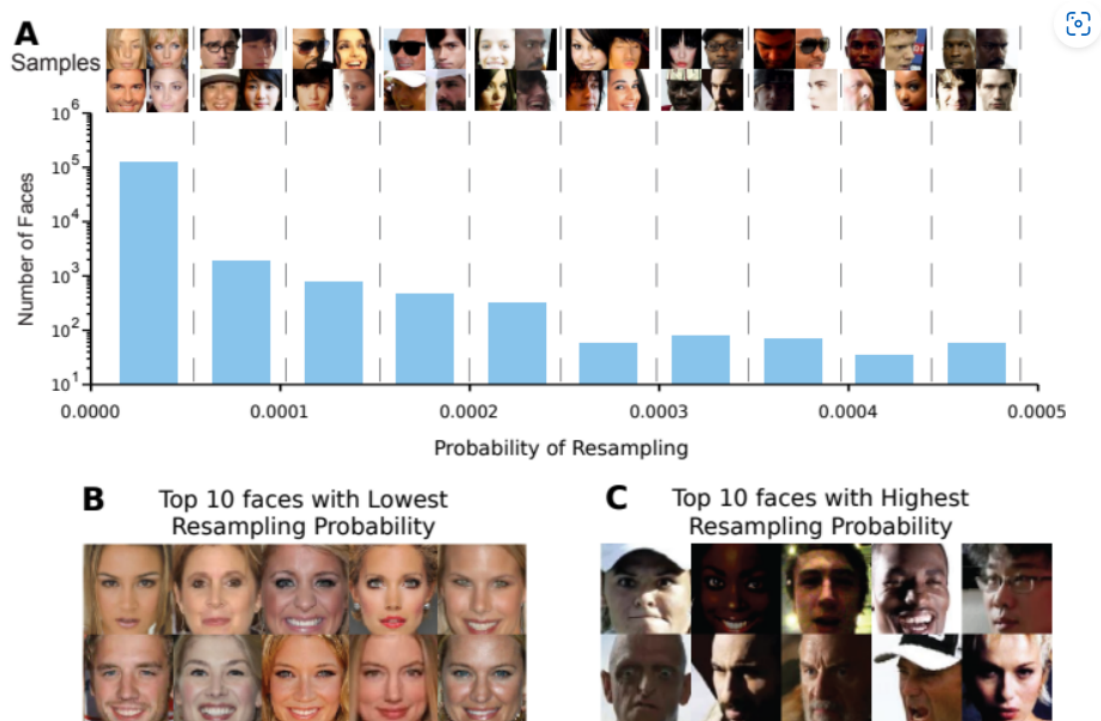 A
Samples
10^6
10^5
10^4
10^3
10^2
10^1
Number of Faces
0.0000 0.0001 0.0002 0.0003 0.0004 0.0005
Probability of Resampling
B Top 10 faces with Lowest
Resampling Probability
C Top 10 faces with Highest
Resampling Probability